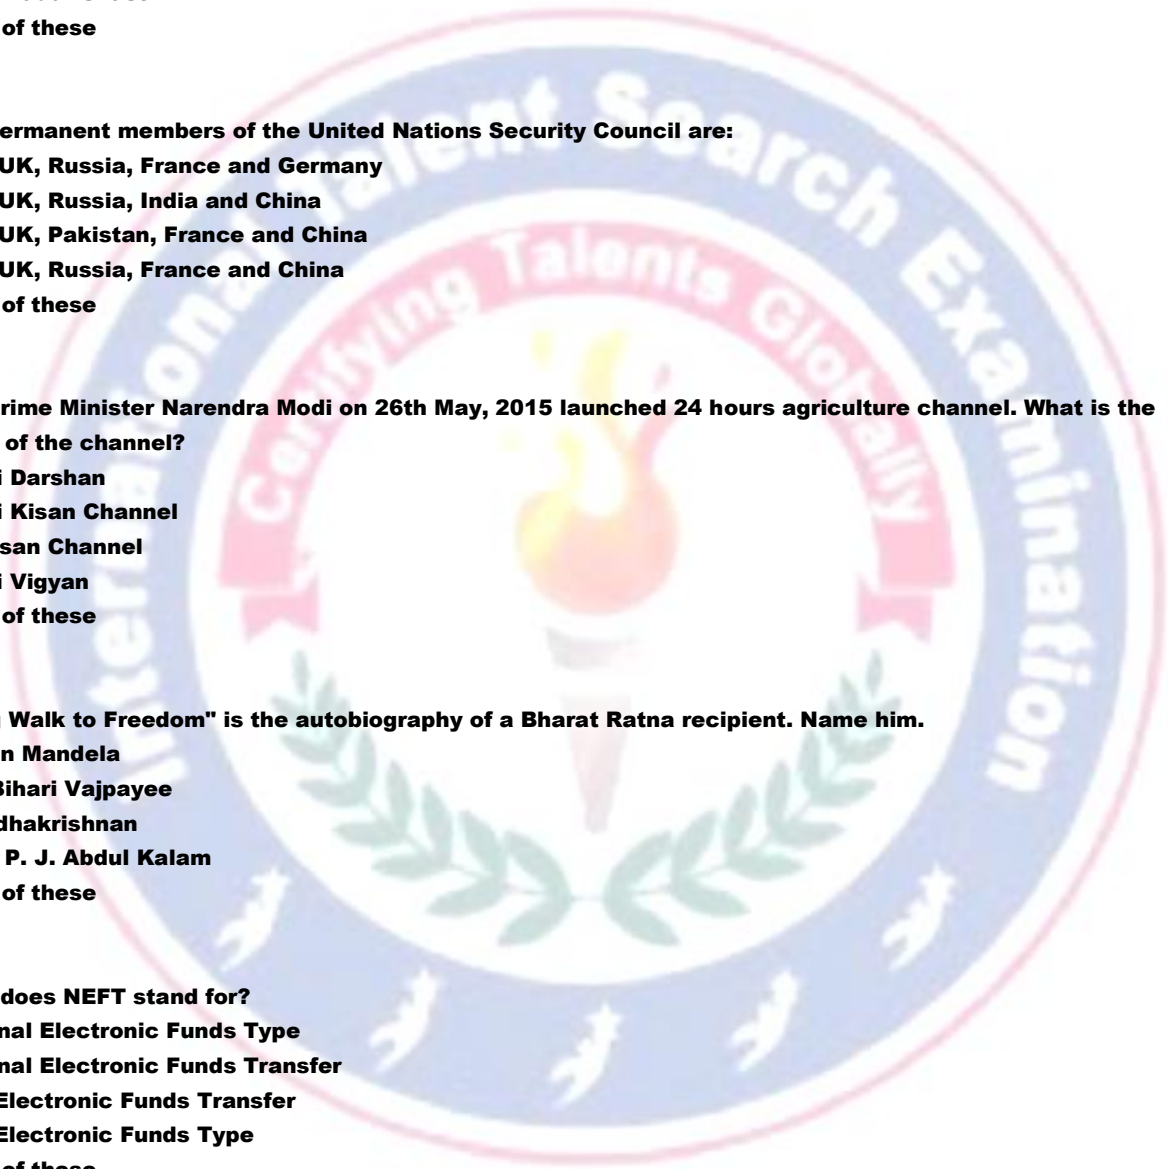 of these
ermanent members of the United Nations Security Council are:
UK, Russia, France and Germany
UK, Russia, India and China
UK, Pakistan, France and China
UK, Russia, France and China
of these
rime Minister Narendra Modi on 26th May, 2015 launched 24 hours agriculture channel. What is the
of the channel?
i Darshan
i Kisan Channel
san Channel
i Vigyan
of these
Walk to Freedom" is the autobiography of a Bharat Ratna recipient. Name him.
n Mandela
Bihari Vajpayee
dhakrishnan
P. J. Abdul Kalam
of these
does NEFT stand for?
nal Electronic Funds Type
nal Electronic Funds Transfer
Electronic Funds Transfer
Electronic Funds Type
of these
International Talent Search Examination
Certifying Talents Globally